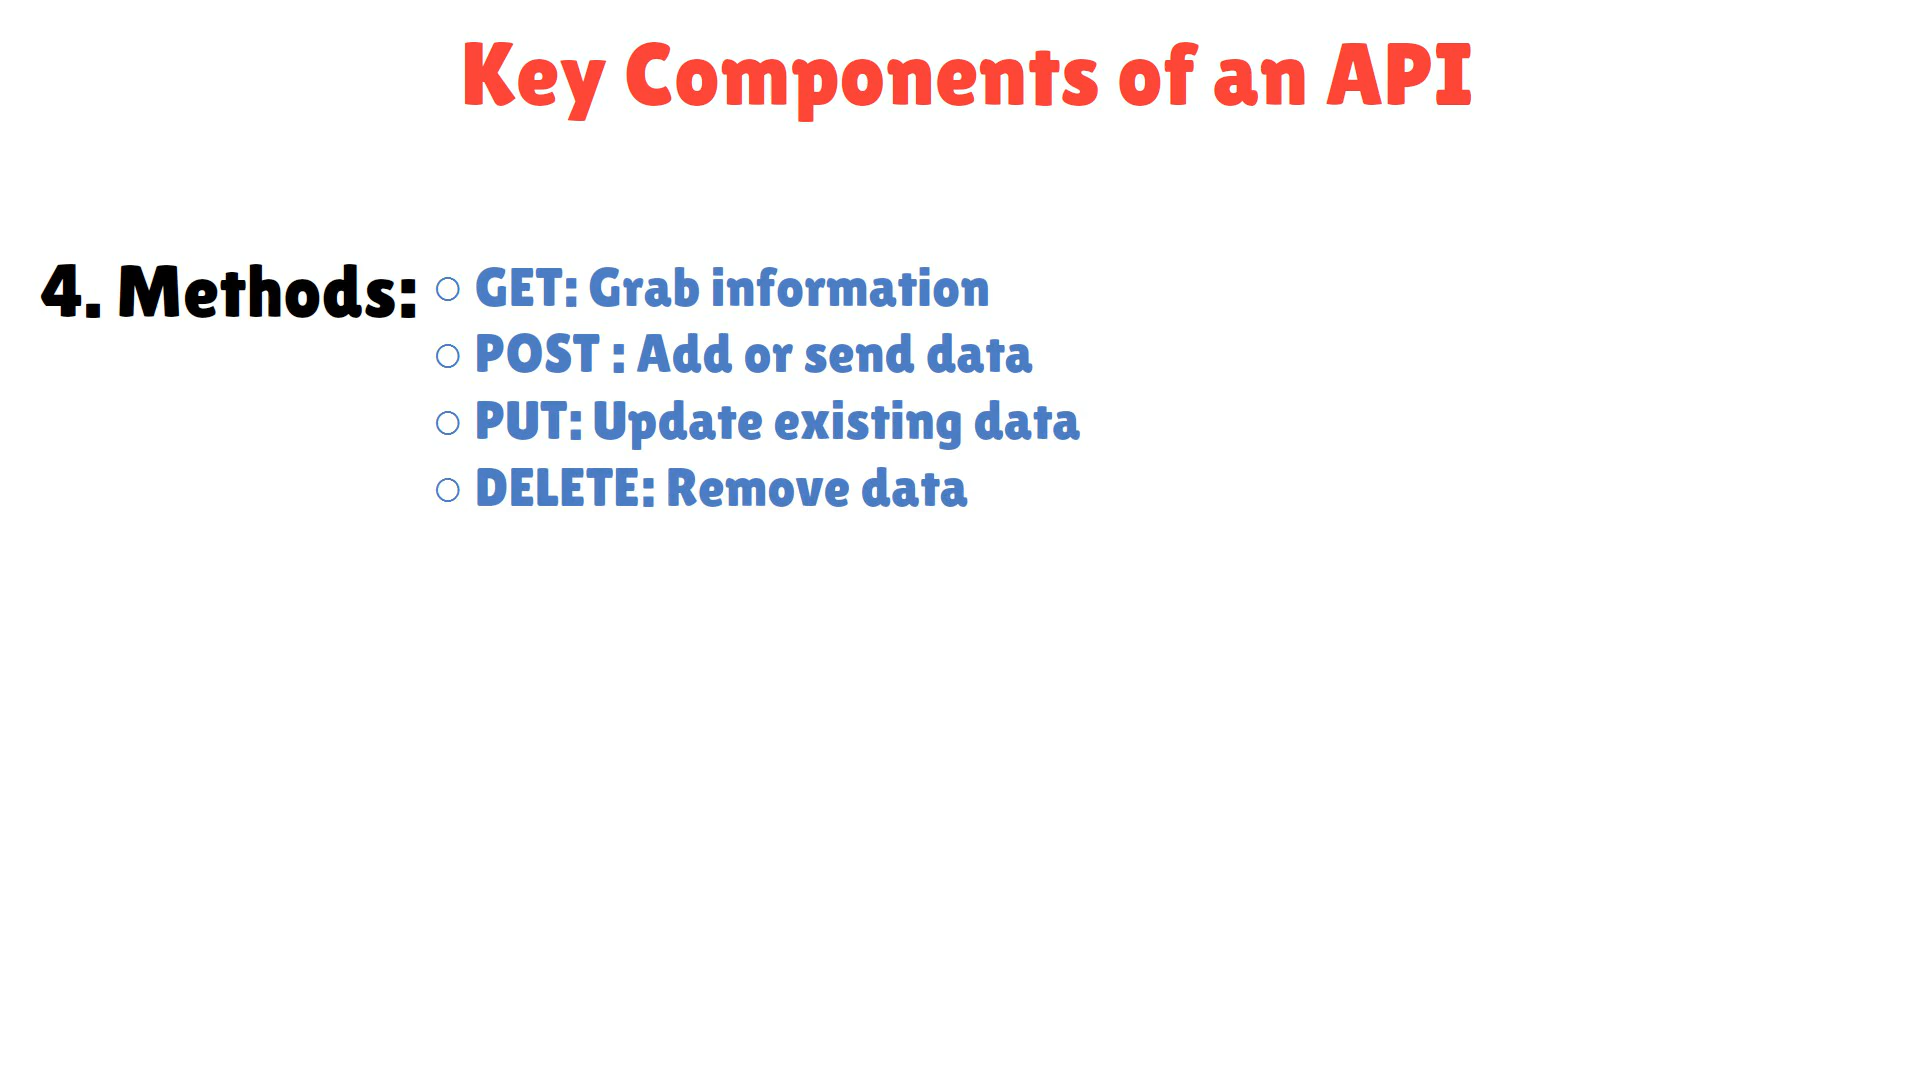 Key Components of an API
4. Methods:
○ GET: Grab information
○ POST : Add or send data
○ PUT: Update existing data
○ DELETE: Remove data